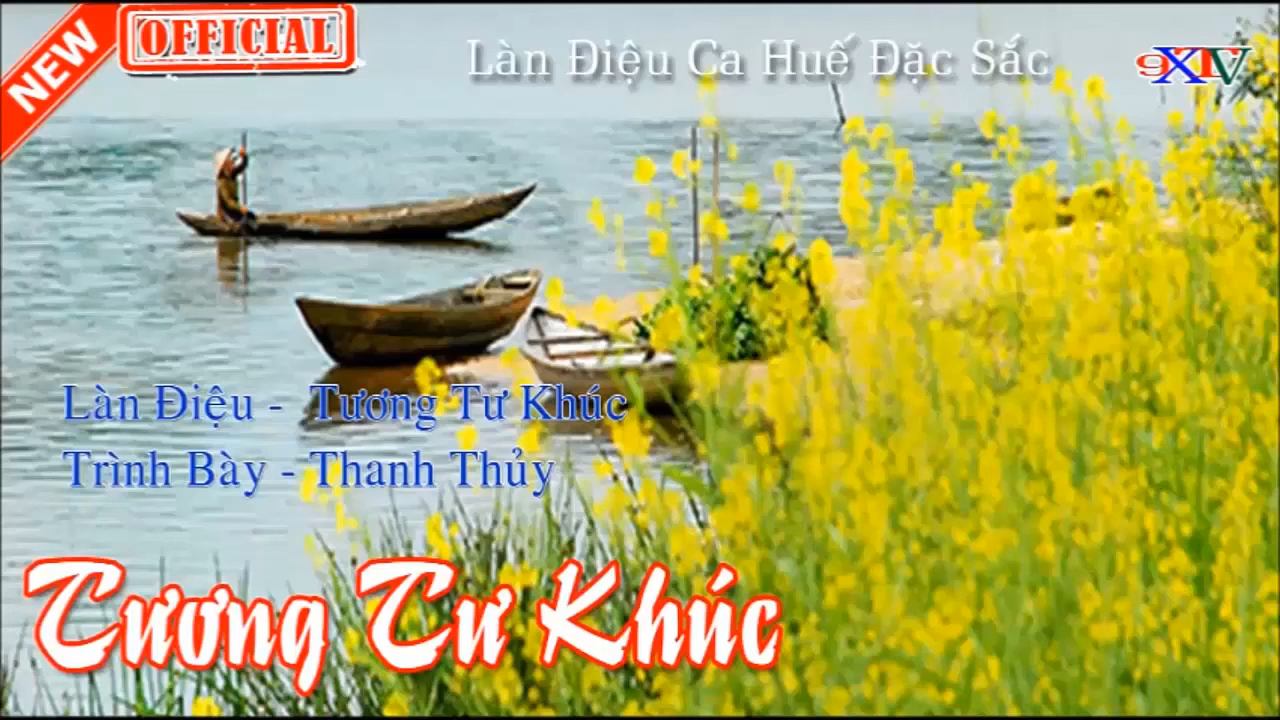 NEW
OFFICIAL
Làn Điệu Ca Huế Đặc Sắc
Làn Điệu - Tương Tư Khúc
Trình Bày - Thanh Thủy
Tương Tư Khúc